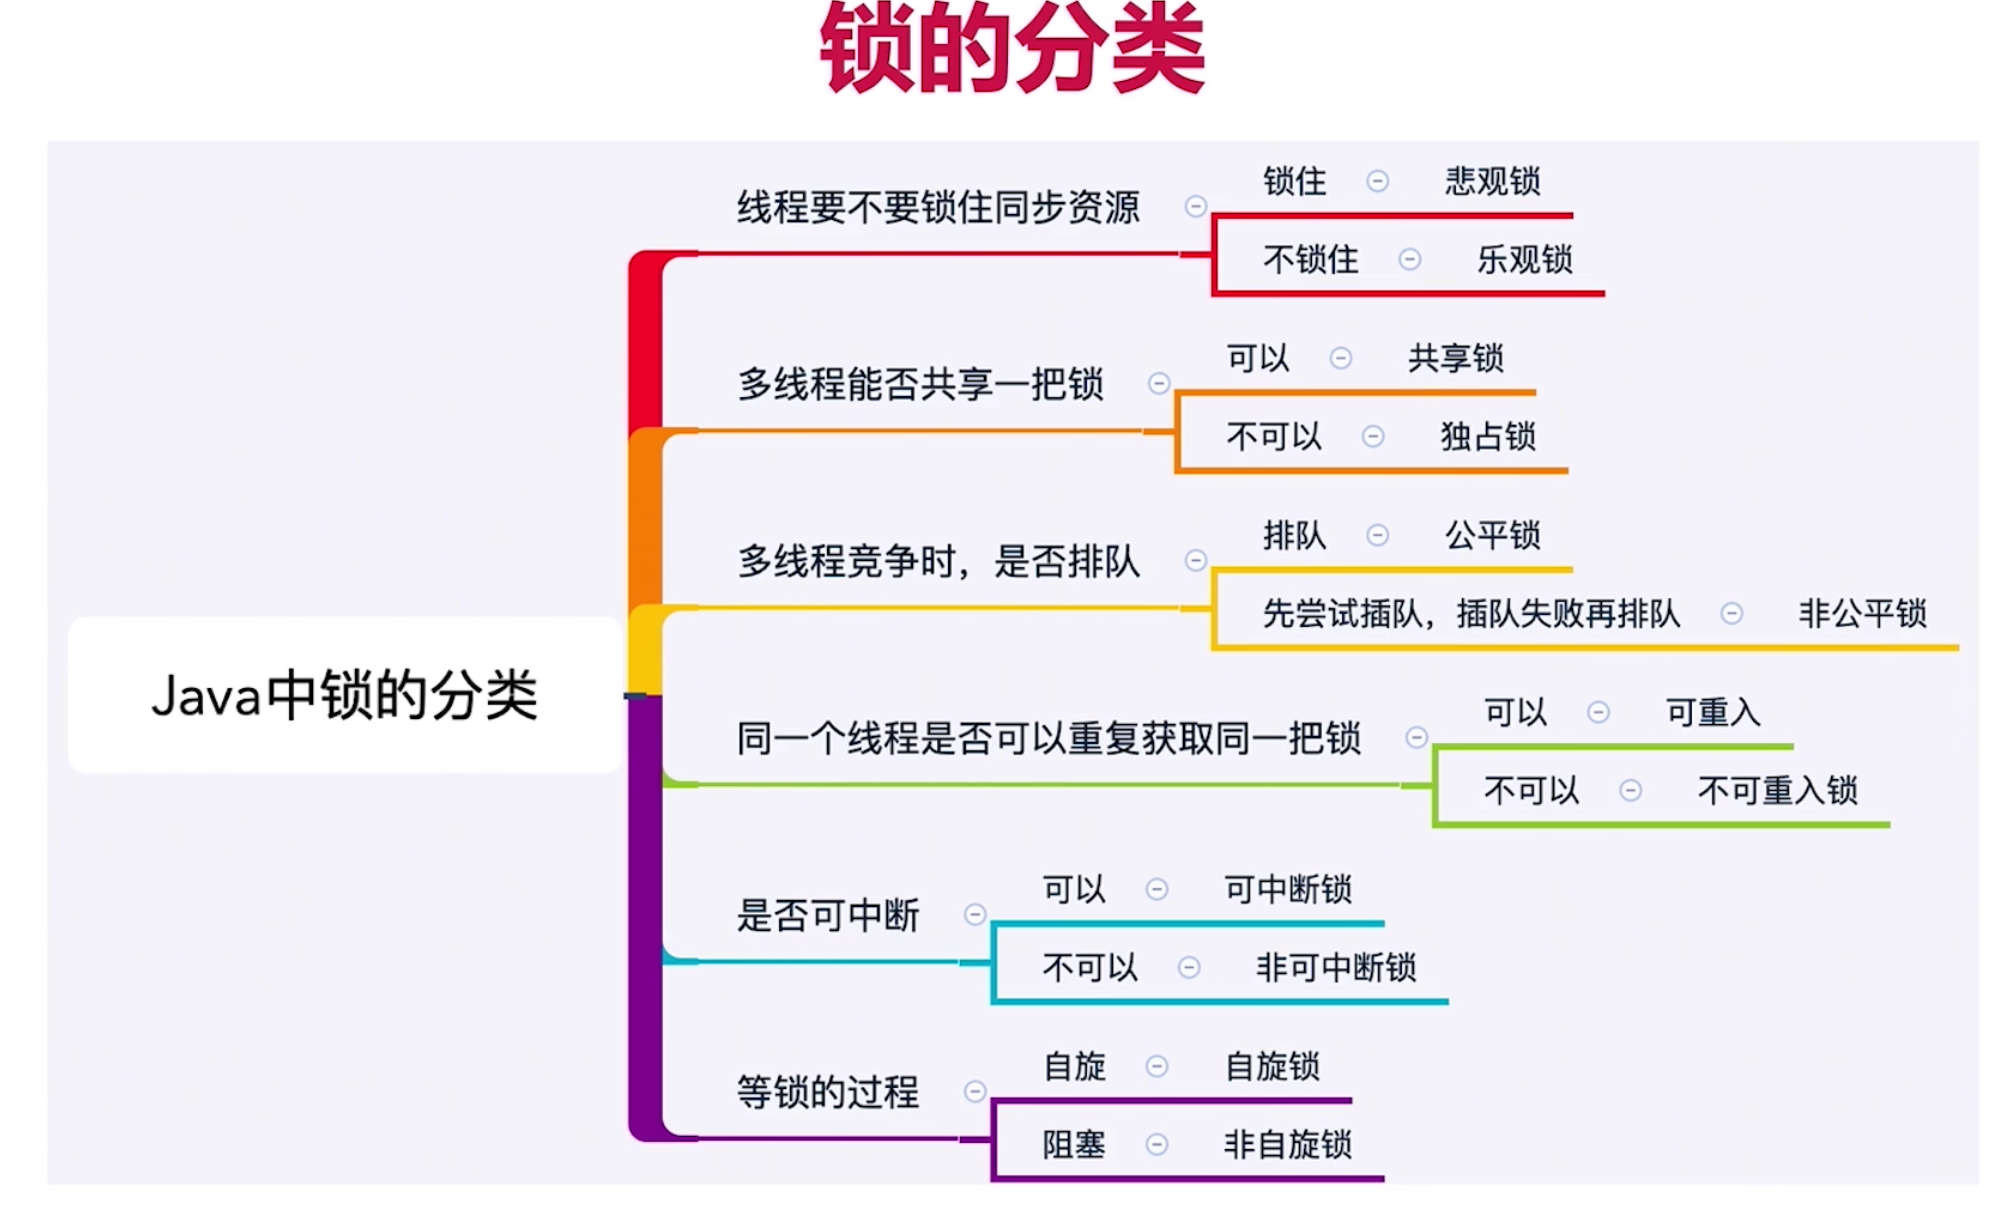 锁的分类
Java中锁的分类
线程要不要锁住同步资源
锁住 悲观锁
不锁住 乐观锁
多线程能否共享一把锁
可以 共享锁
不可以 独占锁
多线程竞争时，是否排队
排队 公平锁
先尝试插队，插队失败再排队 非公平锁
同一个线程是否可以重复获取同一把锁
可以 可重入
不可以 不可重入锁
是否可中断
可以 可中断锁
不可以 非可中断锁
等锁的过程
自旋 自旋锁
阻塞 非自旋锁